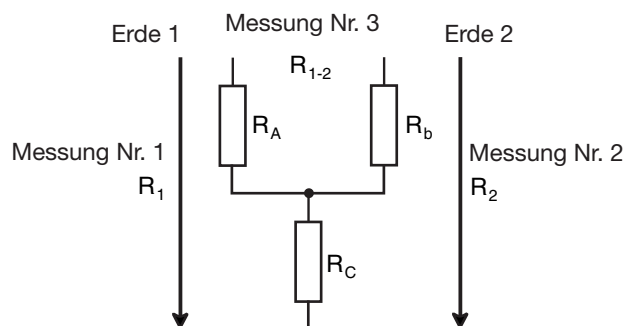 Erde 1
Messung Nr. 3
Erde 2
R1-2
RA
Rb
Messung Nr. 1
R1
Messung Nr. 2
R2
RC